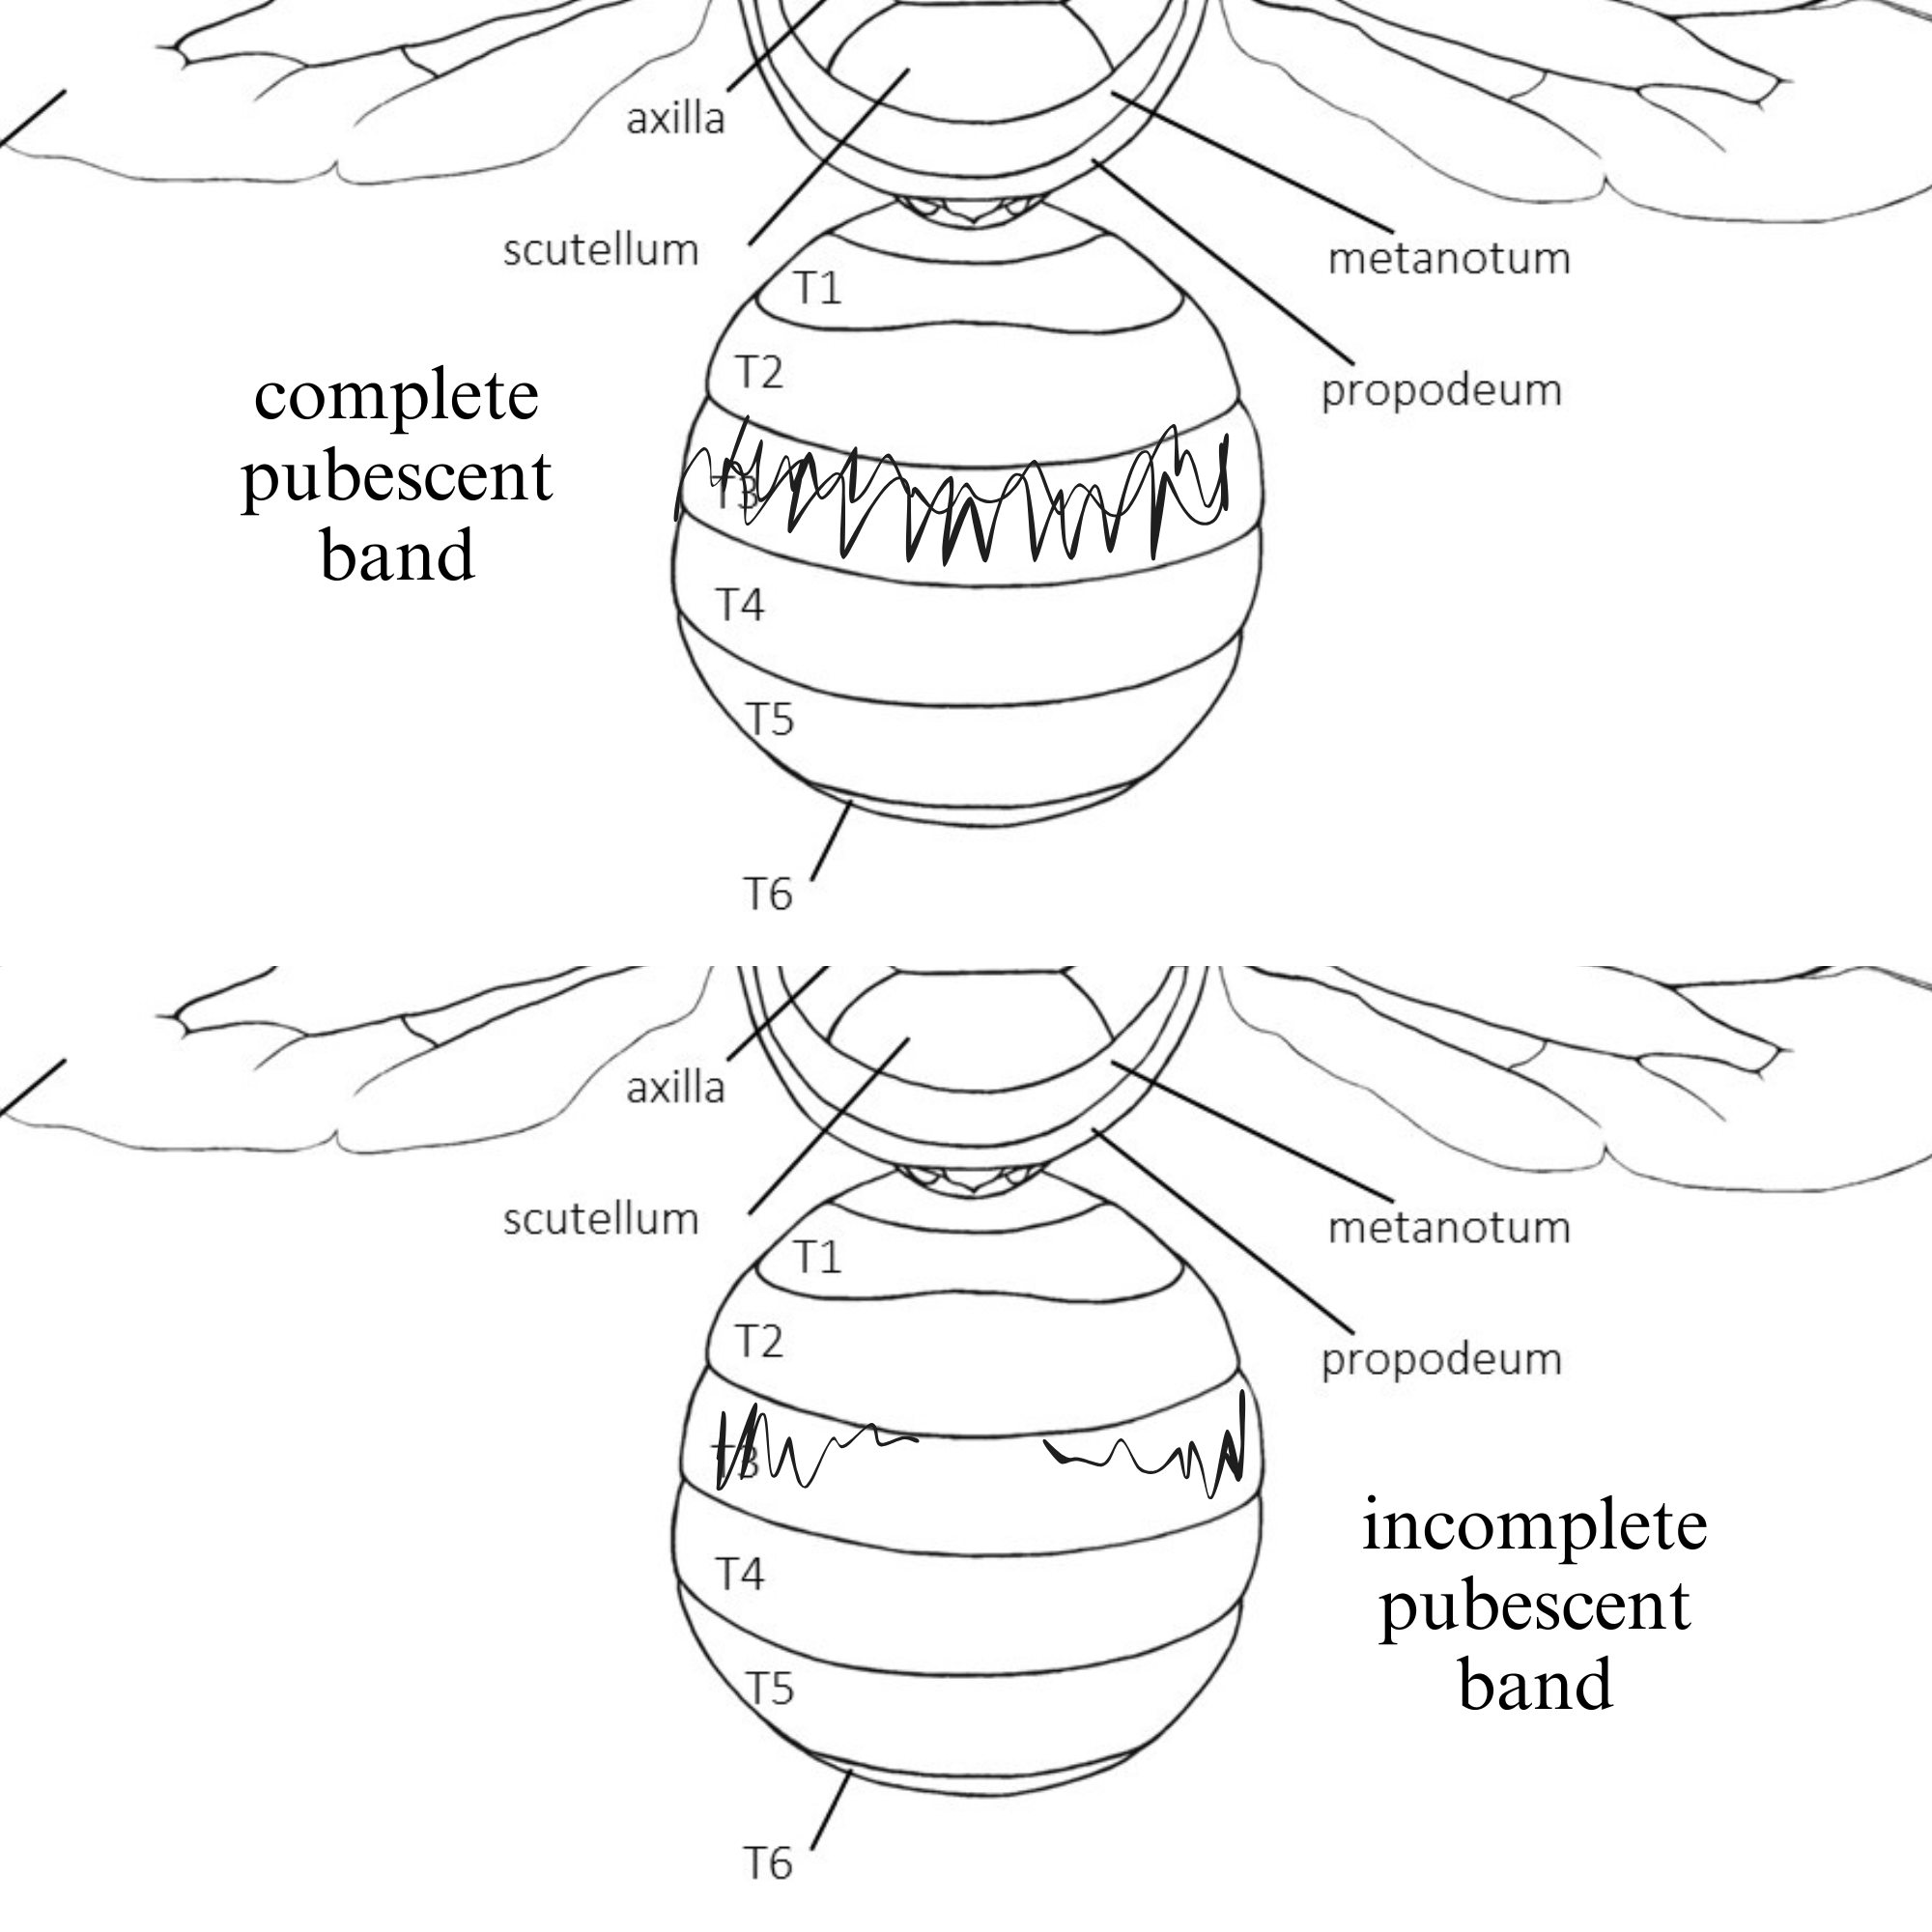 axilla
scutellum
metanotum
T1
T2
propodeum
complete
pubescent
band
T3
T4
T5
T6
axilla
scutellum
metanotum
T1
T2
propodeum
T3
incomplete
pubescent
band
T4
T5
T6